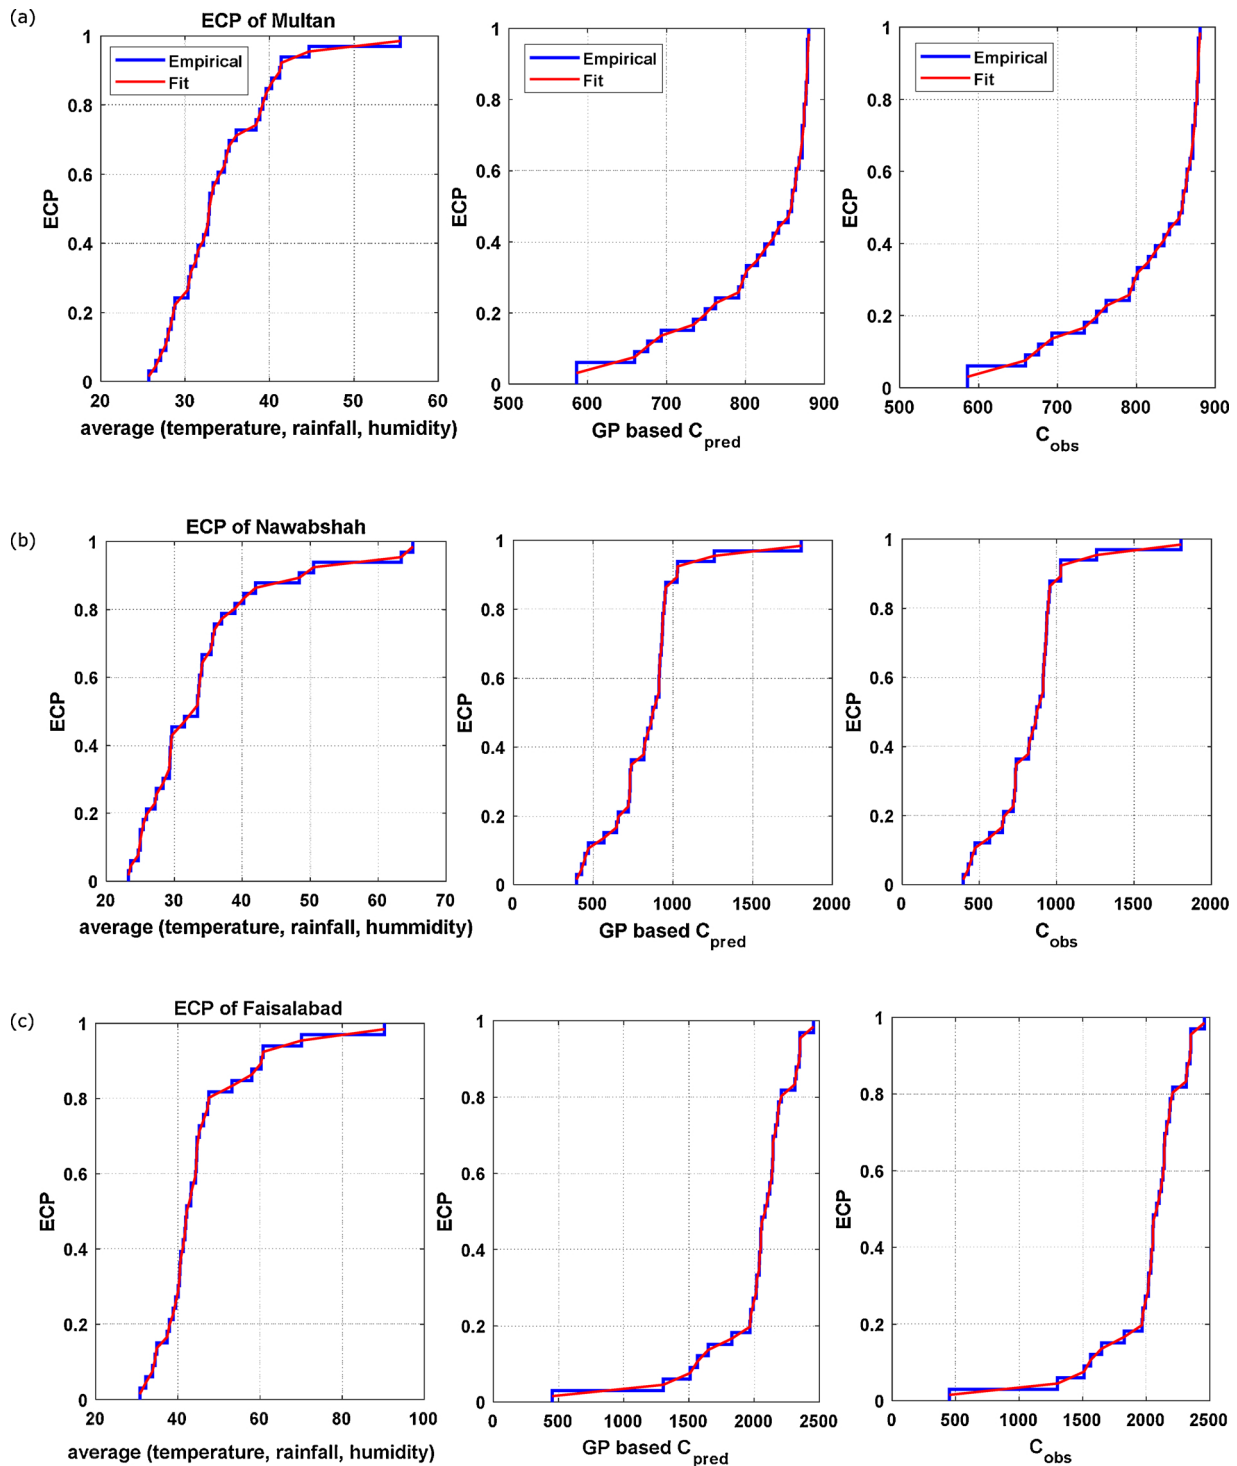 (a)
ECP of Multan
Empirical
Fit
ECP
1
0.8
0.6
0.4
0.2
0
20 30 40 50 60
average (temperature, rainfall, humidity)
Empirical
Fit
ECP
1
0.8
0.6
0.4
0.2
0
500 600 700 800 900
GP based C_pred
Empirical
Fit
ECP
1
0.8
0.6
0.4
0.2
0
500 600 700 800 900
C_obs
(b)
ECP of Nawabshah
ECP
1
0.8
0.6
0.4
0.2
0
20 30 40 50 60 70
average (temperature, rainfall, hummidity)
ECP
1
0.8
0.6
0.4
0.2
0
0 500 1000 1500 2000
GP based C_pred
ECP
1
0.8
0.6
0.4
0.2
0
0 500 1000 1500 2000
C_obs
(c)
ECP of Faisalabad
ECP
1
0.8
0.6
0.4
0.2
0
20 40 60 80 100
average (temperature, rainfall, humidity)
ECP
1
0.8
0.6
0.4
0.2
0
0 500 1000 1500 2000 2500
GP based C_pred
ECP
1
0.8
0.6
0.4
0.2
0
0 500 1000 1500 2000 2500
C_obs